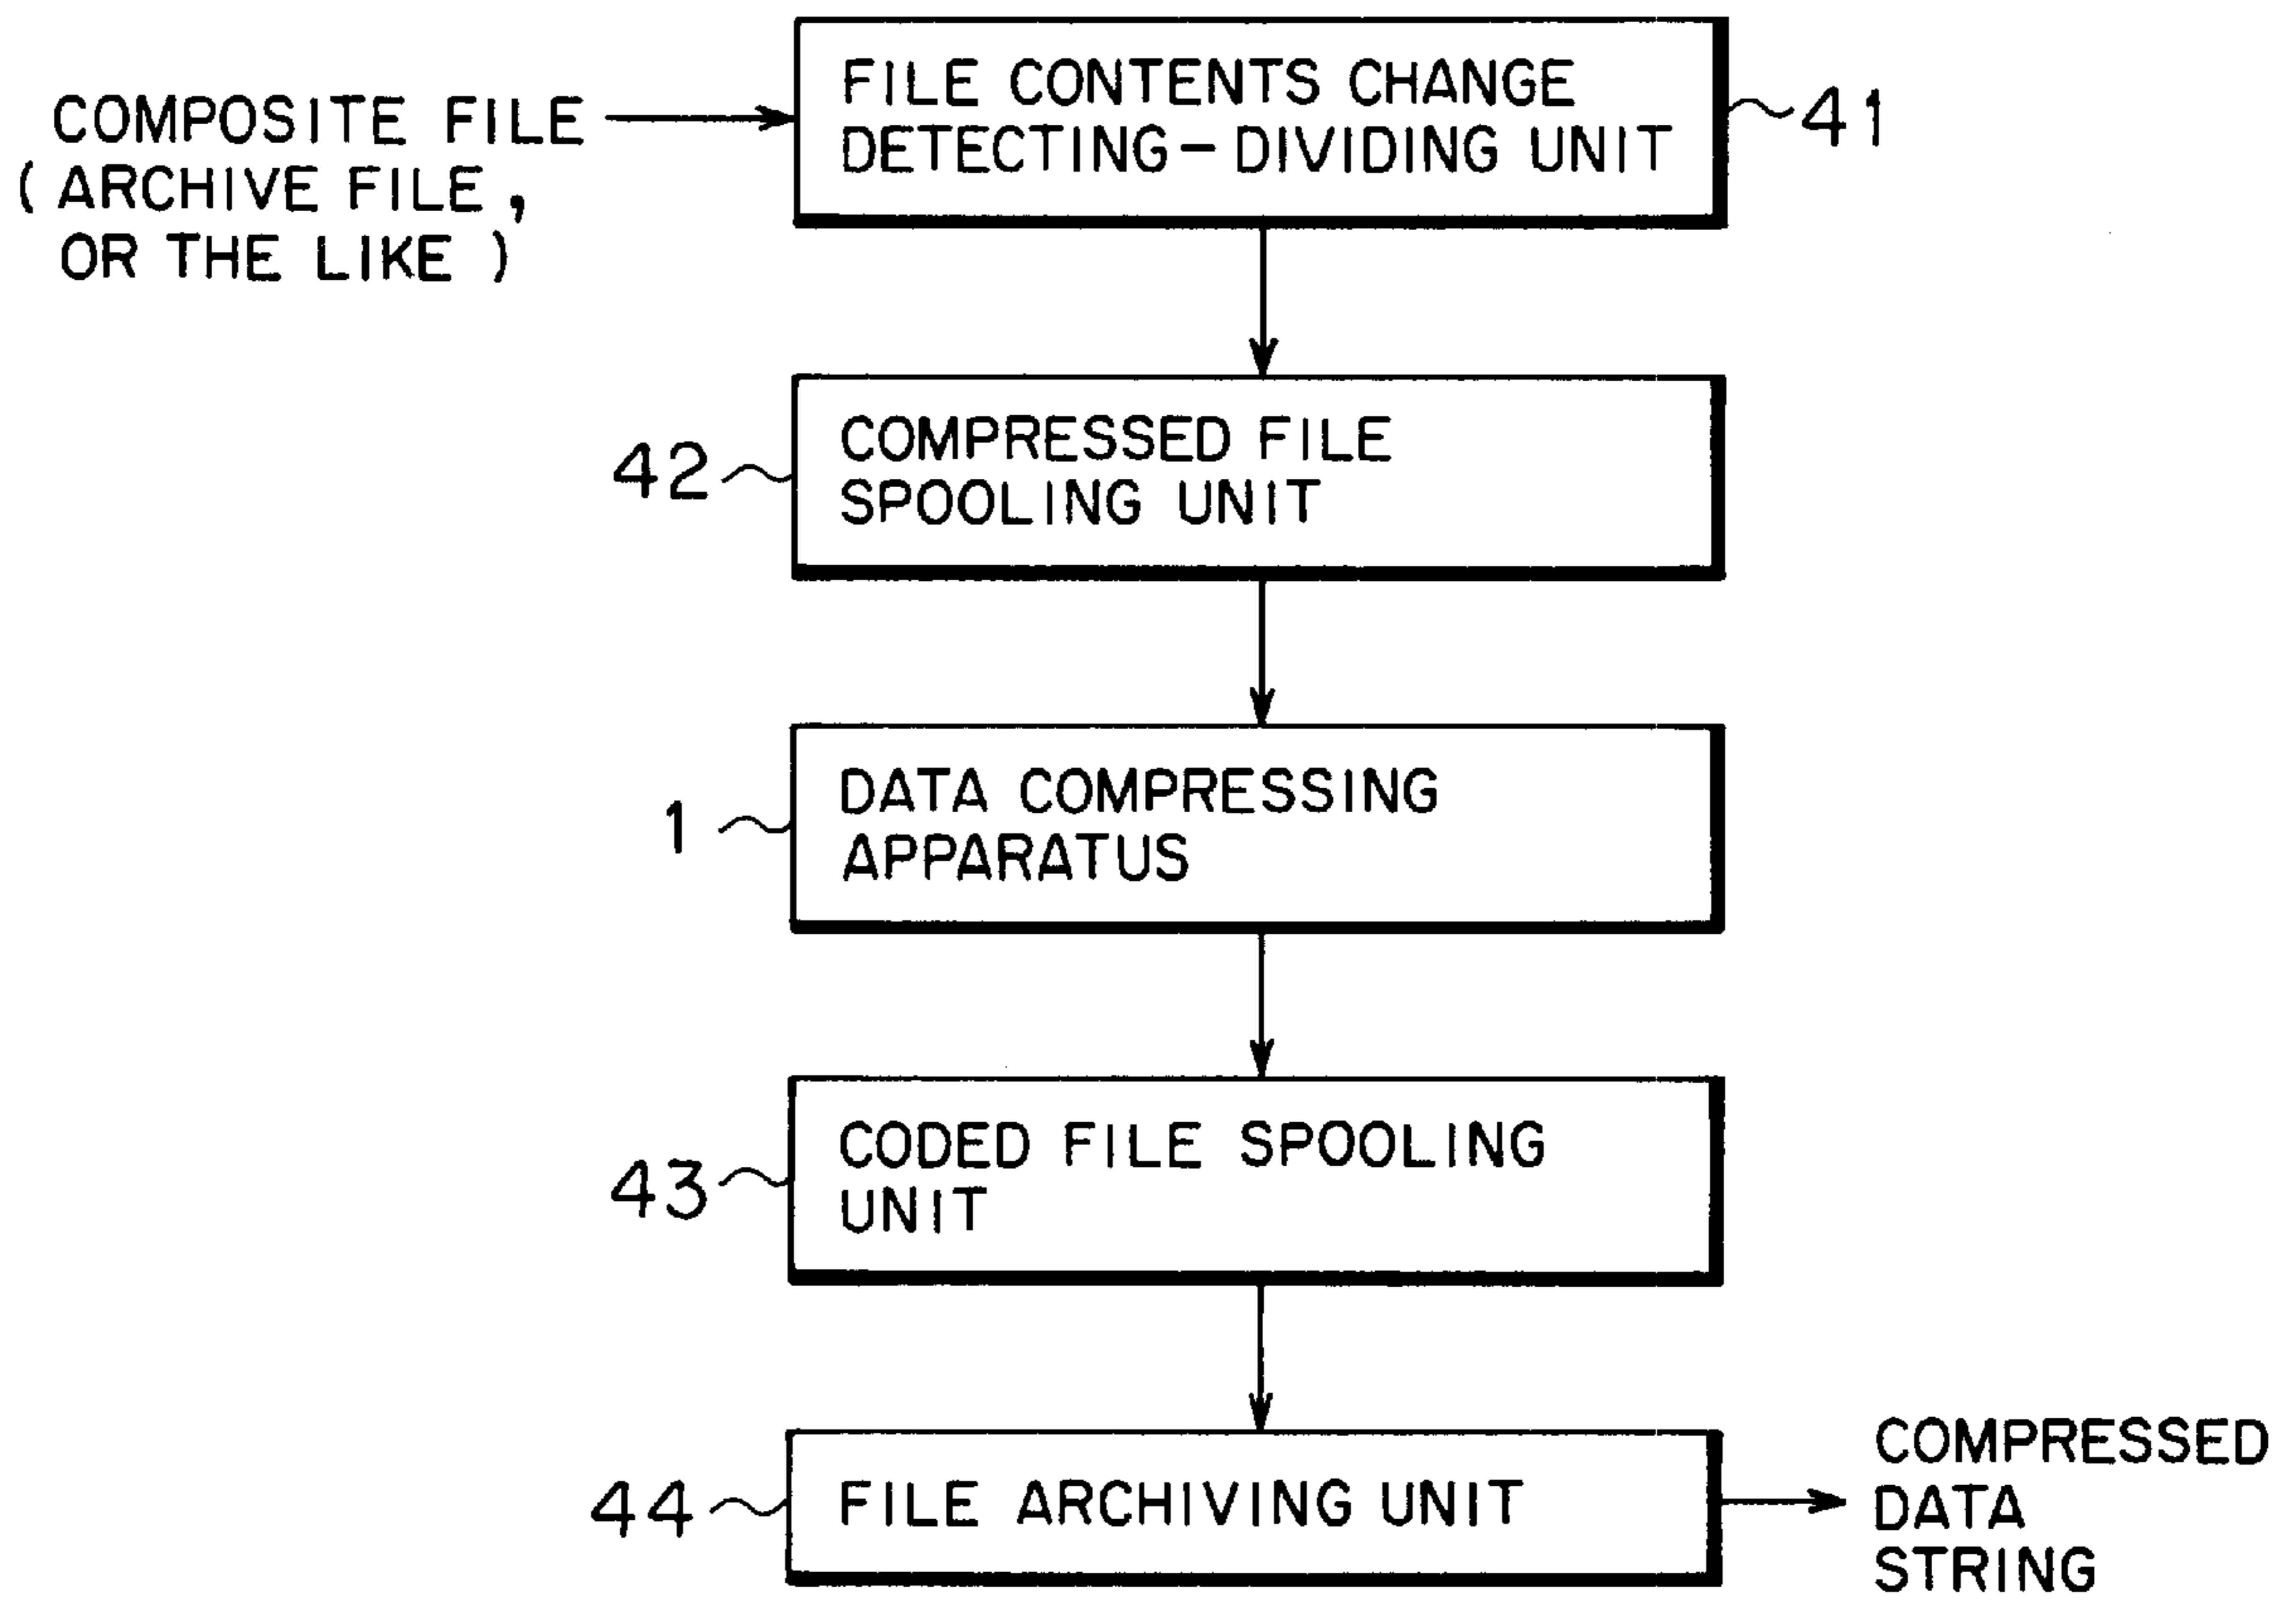 FILE CONTENTS CHANGE
DETECTING-DIVIDING UNIT
41
COMPOSITE FILE
(ARCHIVE FILE,
OR THE LIKE)
42
COMPRESSED FILE
SPOOLING UNIT
1
DATA COMPRESSING
APPARATUS
43
CODED FILE SPOOLING
UNIT
44
FILE ARCHIVING UNIT
COMPRESSED
DATA
STRING